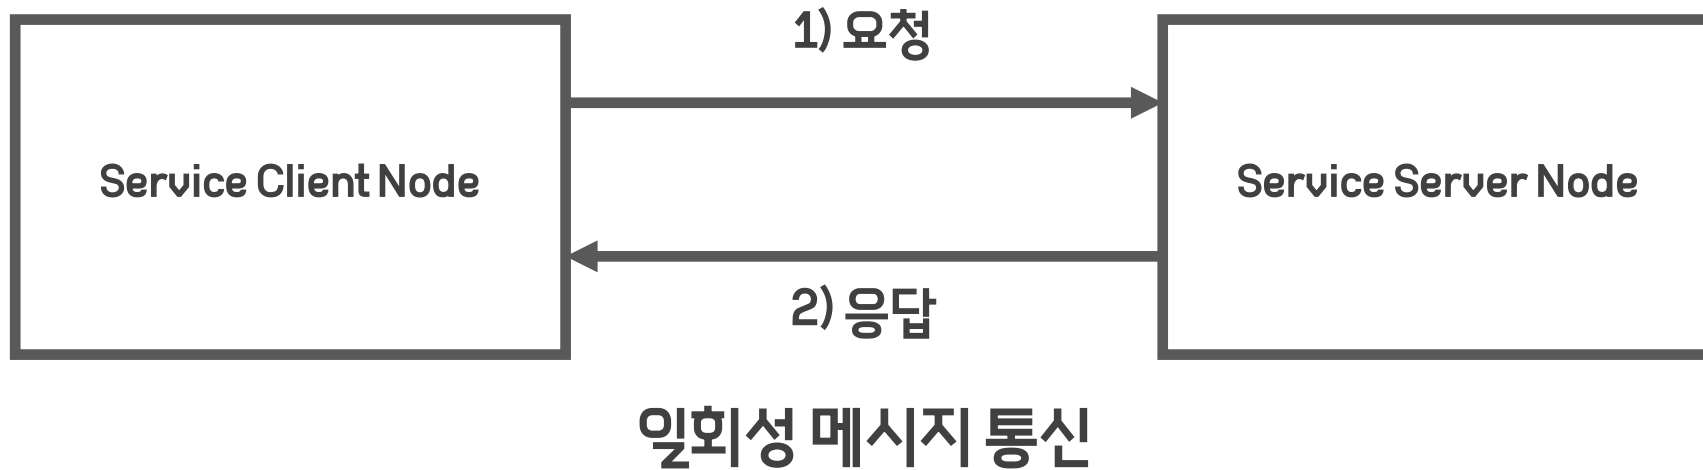 1) 요청
Service Client Node
Service Server Node
2) 응답
일회성 메시지 통신